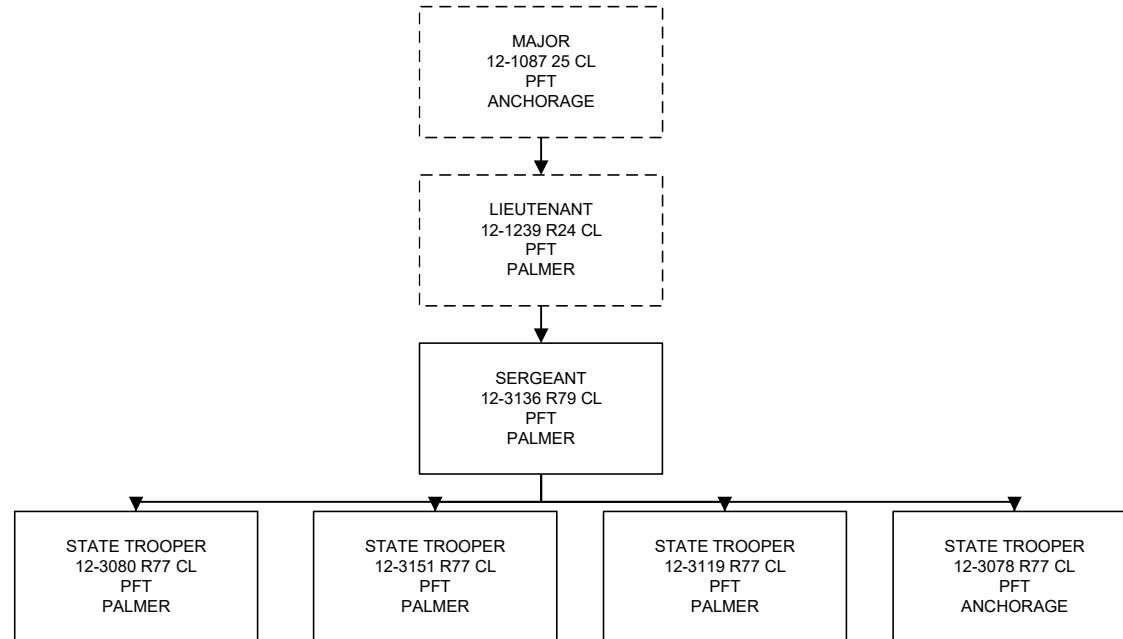 MAJOR
12-1087 25 CL
PFT
ANCHORAGE
LIEUTENANT
12-1239 R24 CL
PFT
PALMER
SERGEANT
12-3136 R79 CL
PFT
PALMER
STATE TROOPER
12-3080 R77 CL
PFT
PALMER
STATE TROOPER
12-3151 R77 CL
PFT
PALMER
STATE TROOPER
12-3119 R77 CL
PFT
PALMER
STATE TROOPER
12-3078 R77 CL
PFT
ANCHORAGE